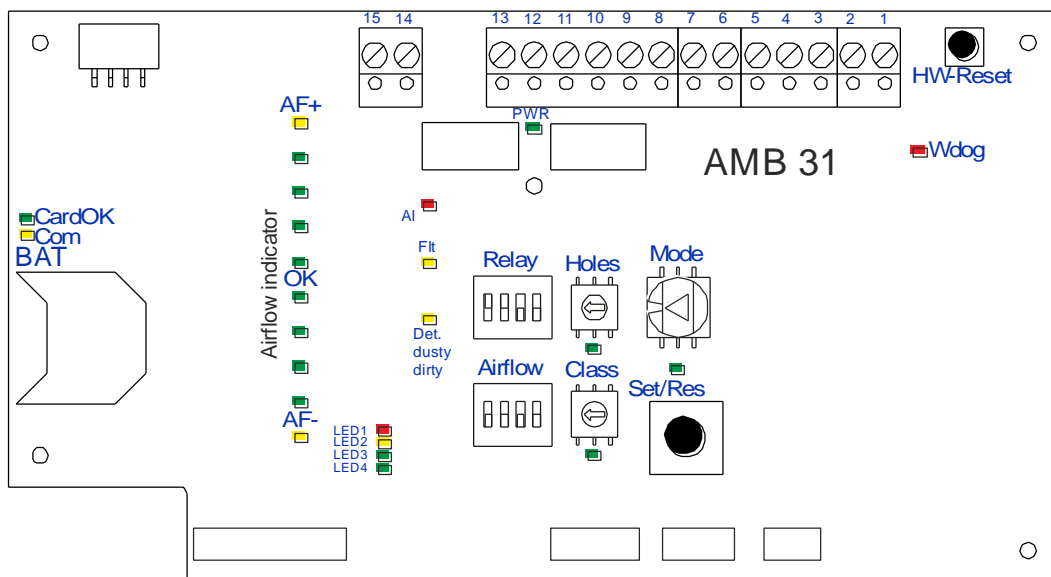 15 14 13 12 11 10 9 8 7 6 5 4 3 2 1
HW-Reset
AF+
PWR
AMB 31
Wdog
AI
CardOK
Com
BAT
Airflow indicator
OK
Flt
Relay
Holes
Mode
Det.
dusty
dirty
Airflow
Class
Set/Res
AF-
LED1
LED2
LED3
LED4